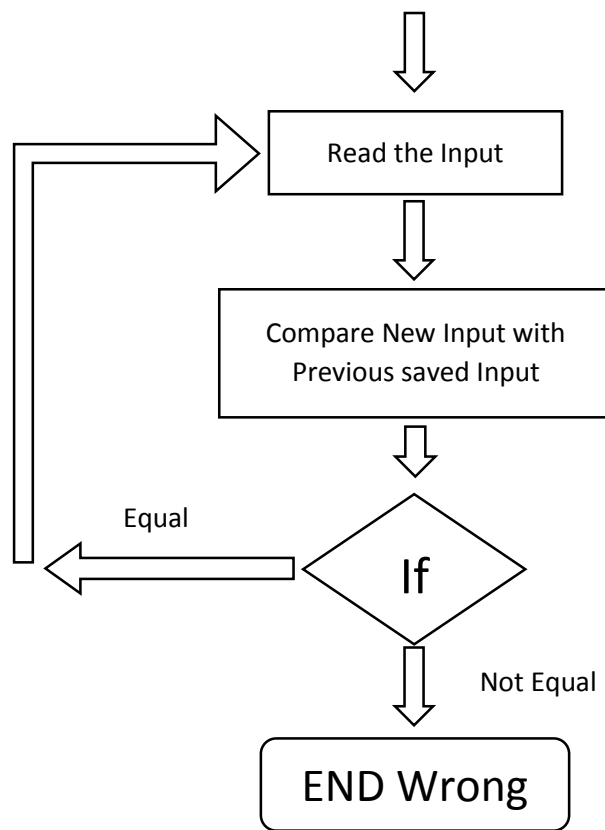 Read the Input
Compare New Input with
Previous saved Input
Equal
If
Not Equal
END Wrong